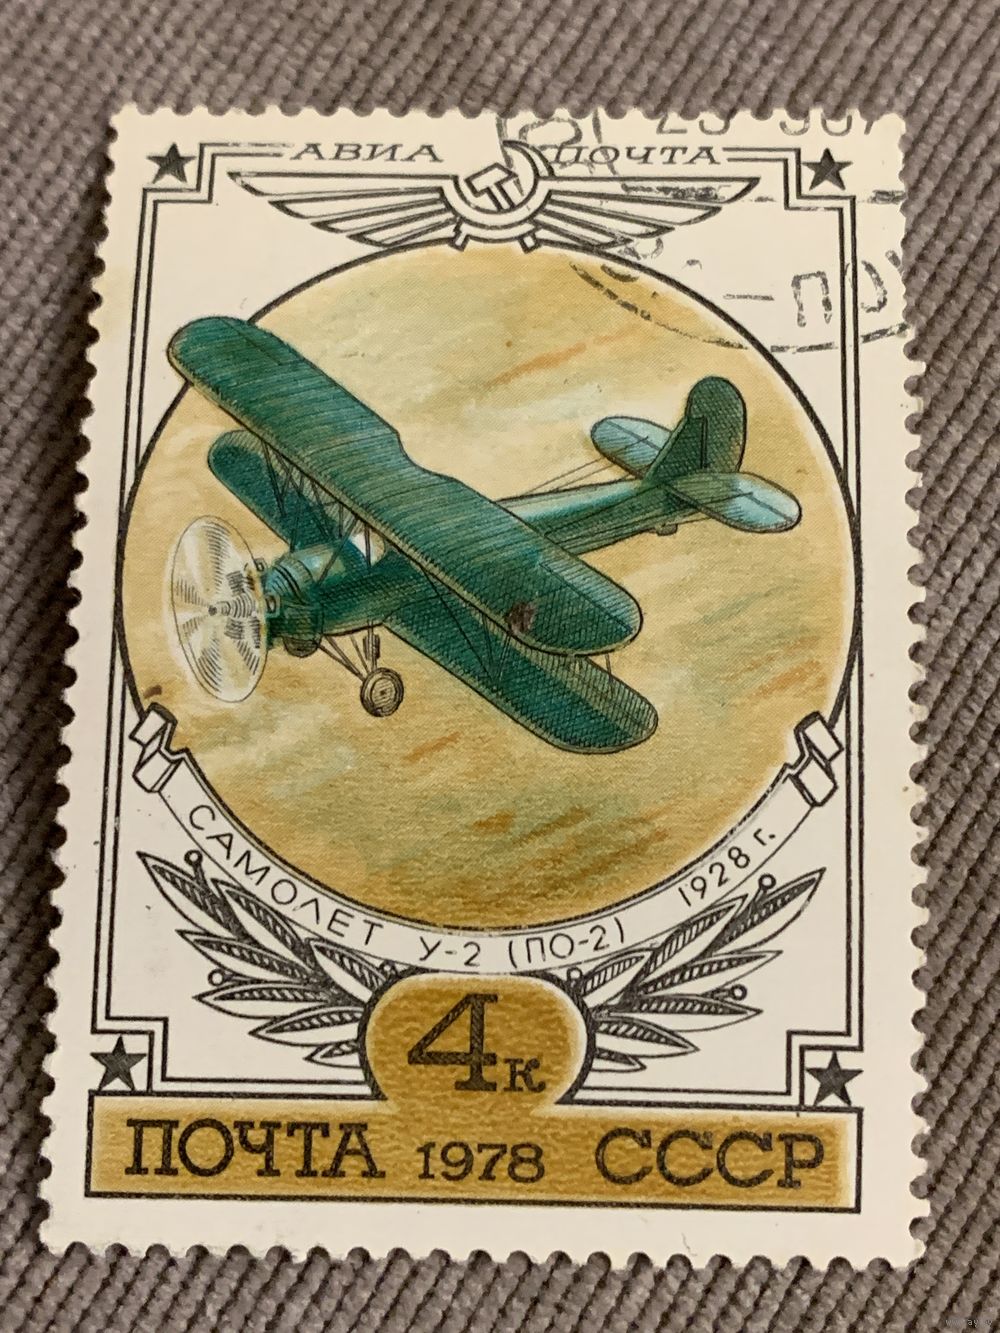 АВИА ПОЧТА
САМОЛЕТ У-2 (ПО-2) 1928 г.
4к
ПОЧТА 1978 СССР